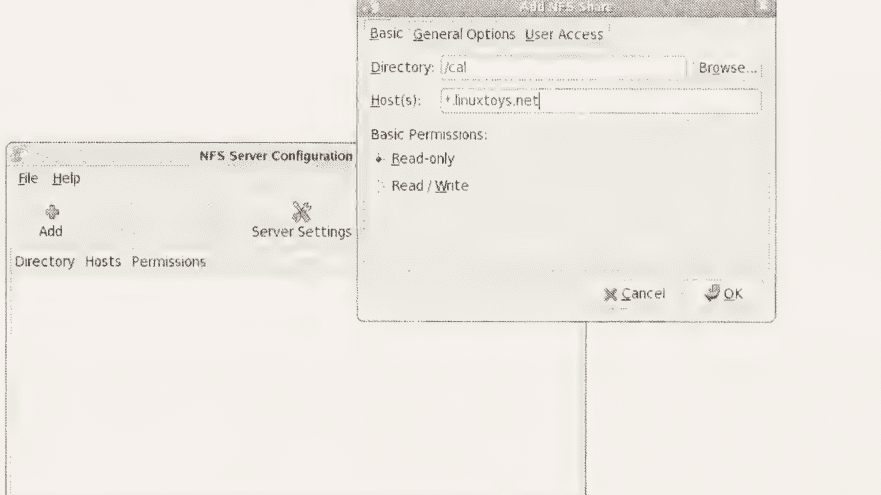 Add NFS Share
Basic General Options User Access
Directory: /cal Browse...
Host(s): *.linuxtoys.net
Basic Permissions:
Read-only
Read / Write
Cancel OK
NFS Server Configuration
File Help
Add Server Settings
Directory Hosts Permissions